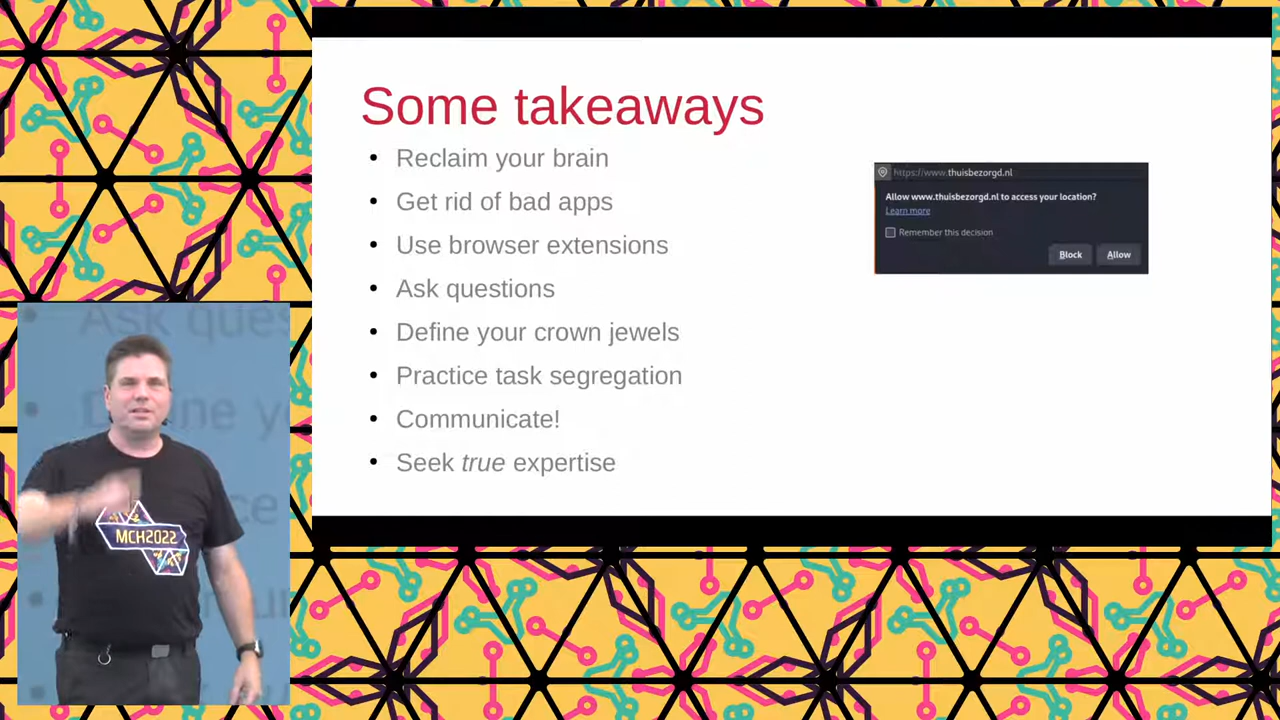 Some takeaways
• Reclaim your brain
• Get rid of bad apps
• Use browser extensions
• Ask questions
• Define your crown jewels
• Practice task segregation
• Communicate!
• Seek true expertise
https://www.thuisbezorgd.nl
Allow www.thuisbezorgd.nl to access your location?
Learn more
Remember this decision
Block
Allow
Ask ques
MCH2022